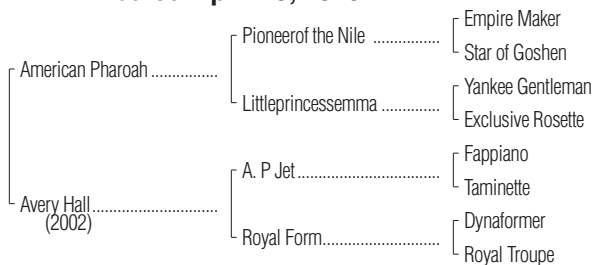 Empire Maker
Pioneerof the Nile ................
Star of Goshen
American Pharoah ................
Yankee Gentleman
Littleprincessemma ..............
Exclusive Rosette
Fappiano
A. P Jet ..................................
Taminette
Avery Hall ..............................
(2002)
Dynaformer
Royal Form ............................
Royal Troupe